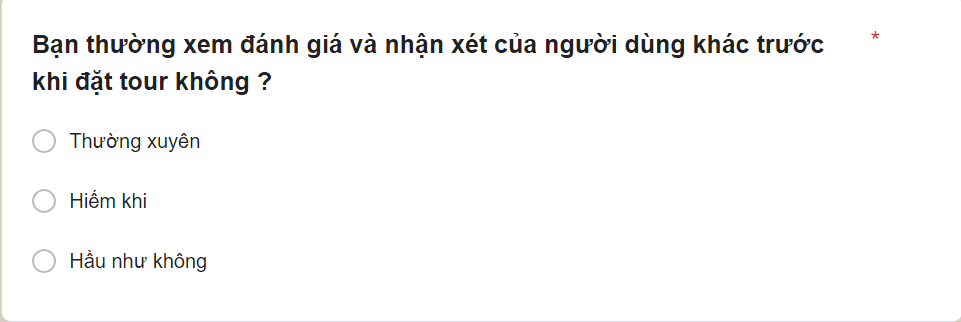 Bạn thường xem đánh giá và nhận xét của người dùng khác trước *
khi đặt tour không ?
Thường xuyên
Hiếm khi
Hầu như không